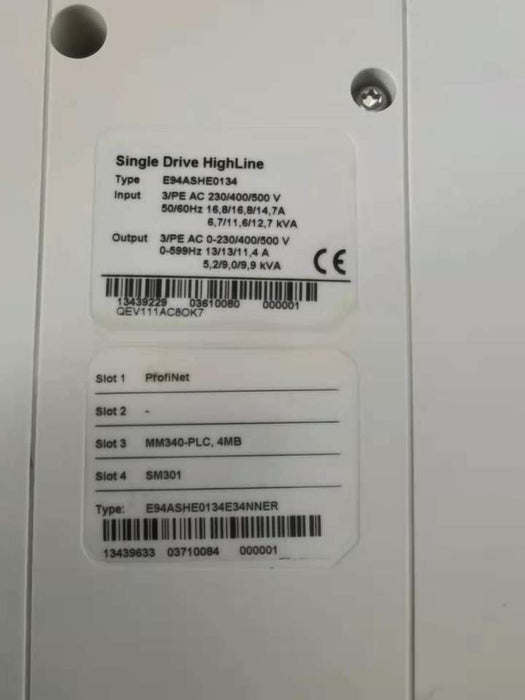 Single Drive HighLine
Type E94ASHE0134
Input 3/PE AC 230/400/500 V
50/60Hz 16,8/16,8/14,7A
6,7/11,6/12,7 kVA
Output 3/PE AC 0-230/400/500 V
0-599Hz 13/13/11,4 A
5,2/9,0/9,9 kVA
CE
13439229 03610080 000001
QEV111AC8OK7
Slot 1 ProfiNet
Slot 2 -
Slot 3 MM340-PLC, 4MB
Slot 4 SM301
Type: E94ASHE0134E34NNER
13439633 03710084 000001